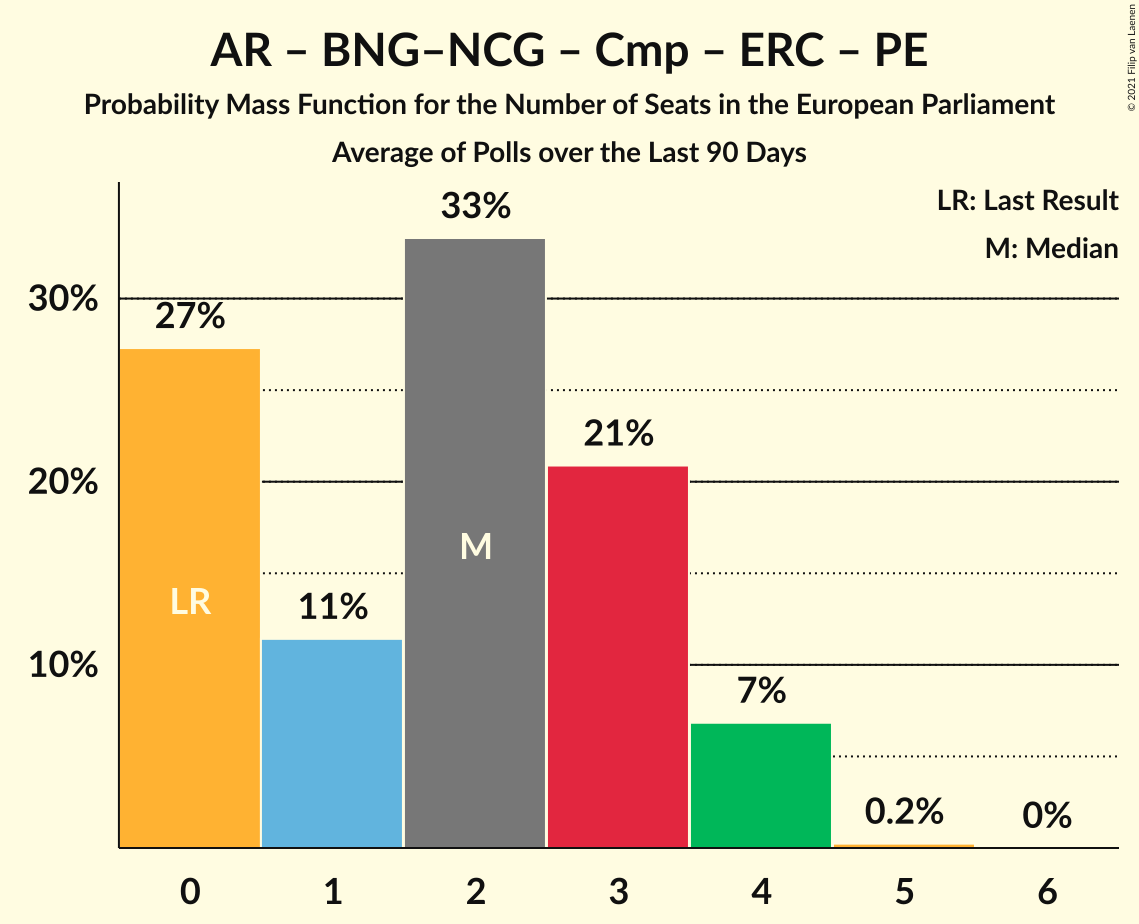 AR – BNG–NCG – Cmp – ERC – PE
Probability Mass Function for the Number of Seats in the European Parliament
Average of Polls over the Last 90 Days
© 2021 Filip van Laenen
LR: Last Result
M: Median
33%
30%
27%
21%
20%
M
LR
11%
10%
7%
0.2%
0%
0 1 2 3 4 5 6